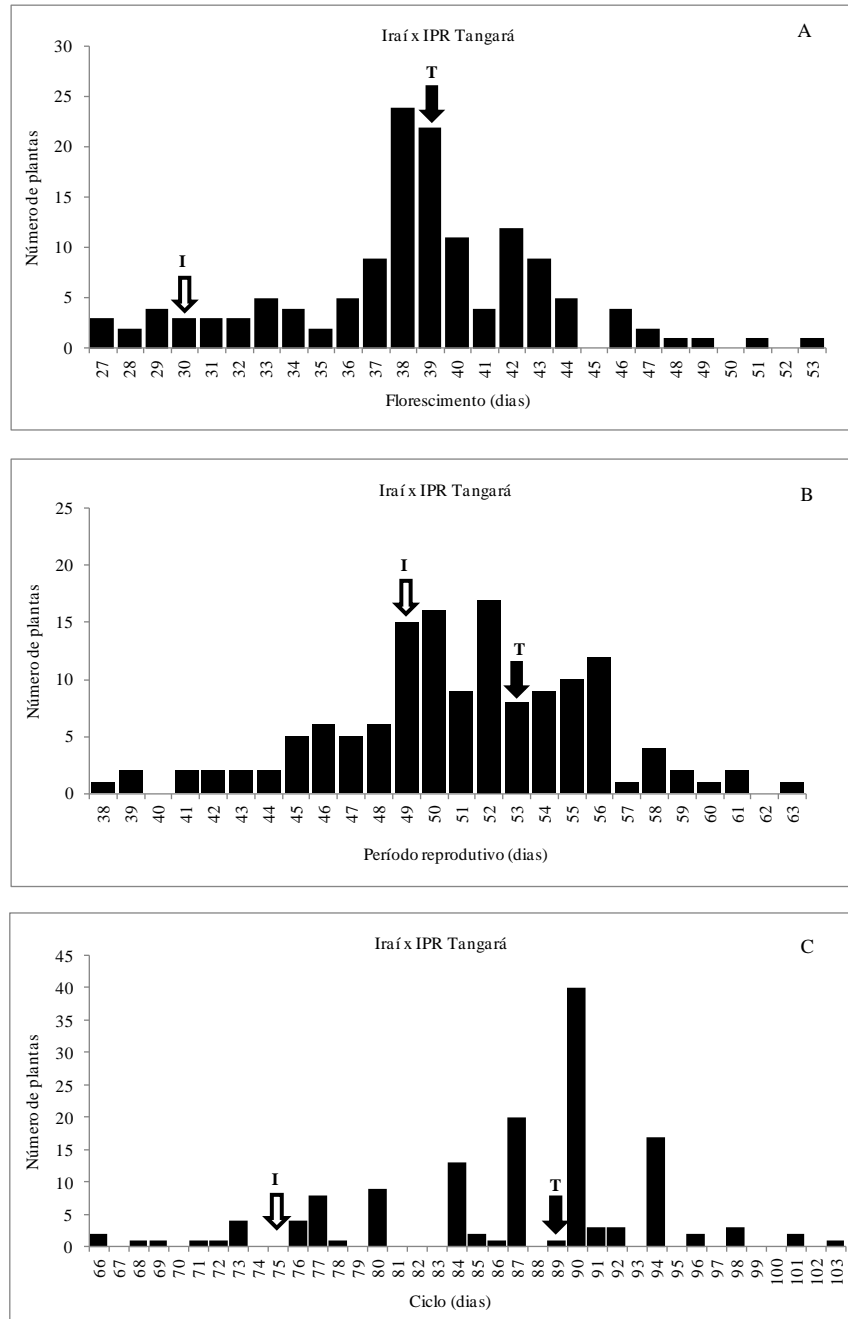 Iraí x IPR Tangará
A
30
25
20
15
10
5
0
Número de plantas
T
I
27 28 29 30 31 32 33 34 35 36 37 38 39 40 41 42 43 44 45 46 47 48 49 50 51 52 53
Florescimento (dias)
Iraí x IPR Tangará
B
25
20
15
10
5
0
Número de plantas
I
T
38 39 40 41 42 43 44 45 46 47 48 49 50 51 52 53 54 55 56 57 58 59 60 61 62 63
Período reprodutivo (dias)
Iraí x IPR Tangará
C
45
40
35
30
25
20
15
10
5
0
Número de plantas
I
T
66 67 68 69 70 71 72 73 74 75 76 77 78 79 80 81 82 83 84 85 86 87 88 89 90 91 92 93 94 95 96 97 98 99 100 101 102 103
Ciclo (dias)